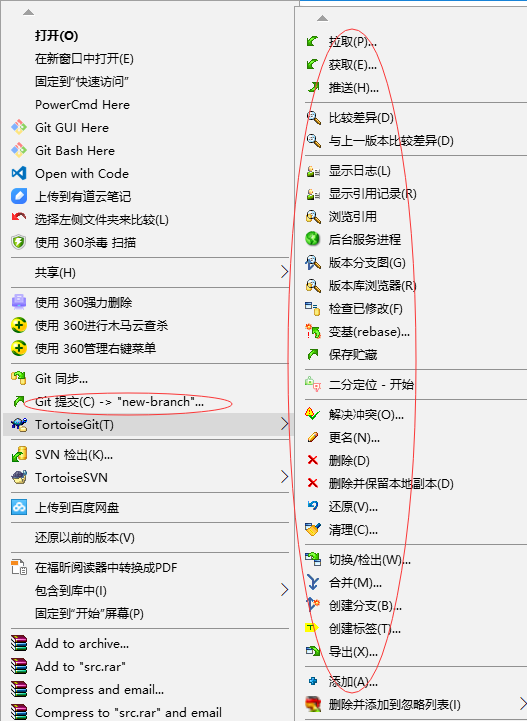 打开(O)
在新窗口中打开(E)
固定到“快速访问”
PowerCmd Here
Git GUI Here
Git Bash Here
Open with Code
上传到有道云笔记
选择左侧文件夹来比较(L)
使用 360杀毒 扫描
共享(H)
使用 360强力删除
使用 360进行木马云查杀
使用 360管理右键菜单
Git 同步...
Git 提交(C) -> "new-branch"...
TortoiseGit(T)
SVN 检出(K)...
TortoiseSVN
上传到百度网盘
还原以前的版本(V)
在福昕阅读器中转换成PDF
包含到库中(I)
固定到“开始”屏幕(P)
Add to archive...
Add to "src.rar"
Compress and email...
Compress to "src.rar" and email
拉取(P)...
获取(E)...
推送(H)...
比较差异(D)
与上一版本比较差异(D)
显示日志(L)
显示引用记录(R)
浏览引用
后台服务进程
版本分支图(G)
版本库浏览器(R)
检查已修改(F)
变基(rebase)...
保存贮藏
二分定位 - 开始
解决冲突(O)...
更名(N)...
删除(D)
删除并保留本地副本(D)
还原(V)...
清理(C)...
切换/检出(W)...
合并(M)...
创建分支(B)...
创建标签(T)...
导出(X)...
添加(A)...
删除并添加到忽略列表(I)